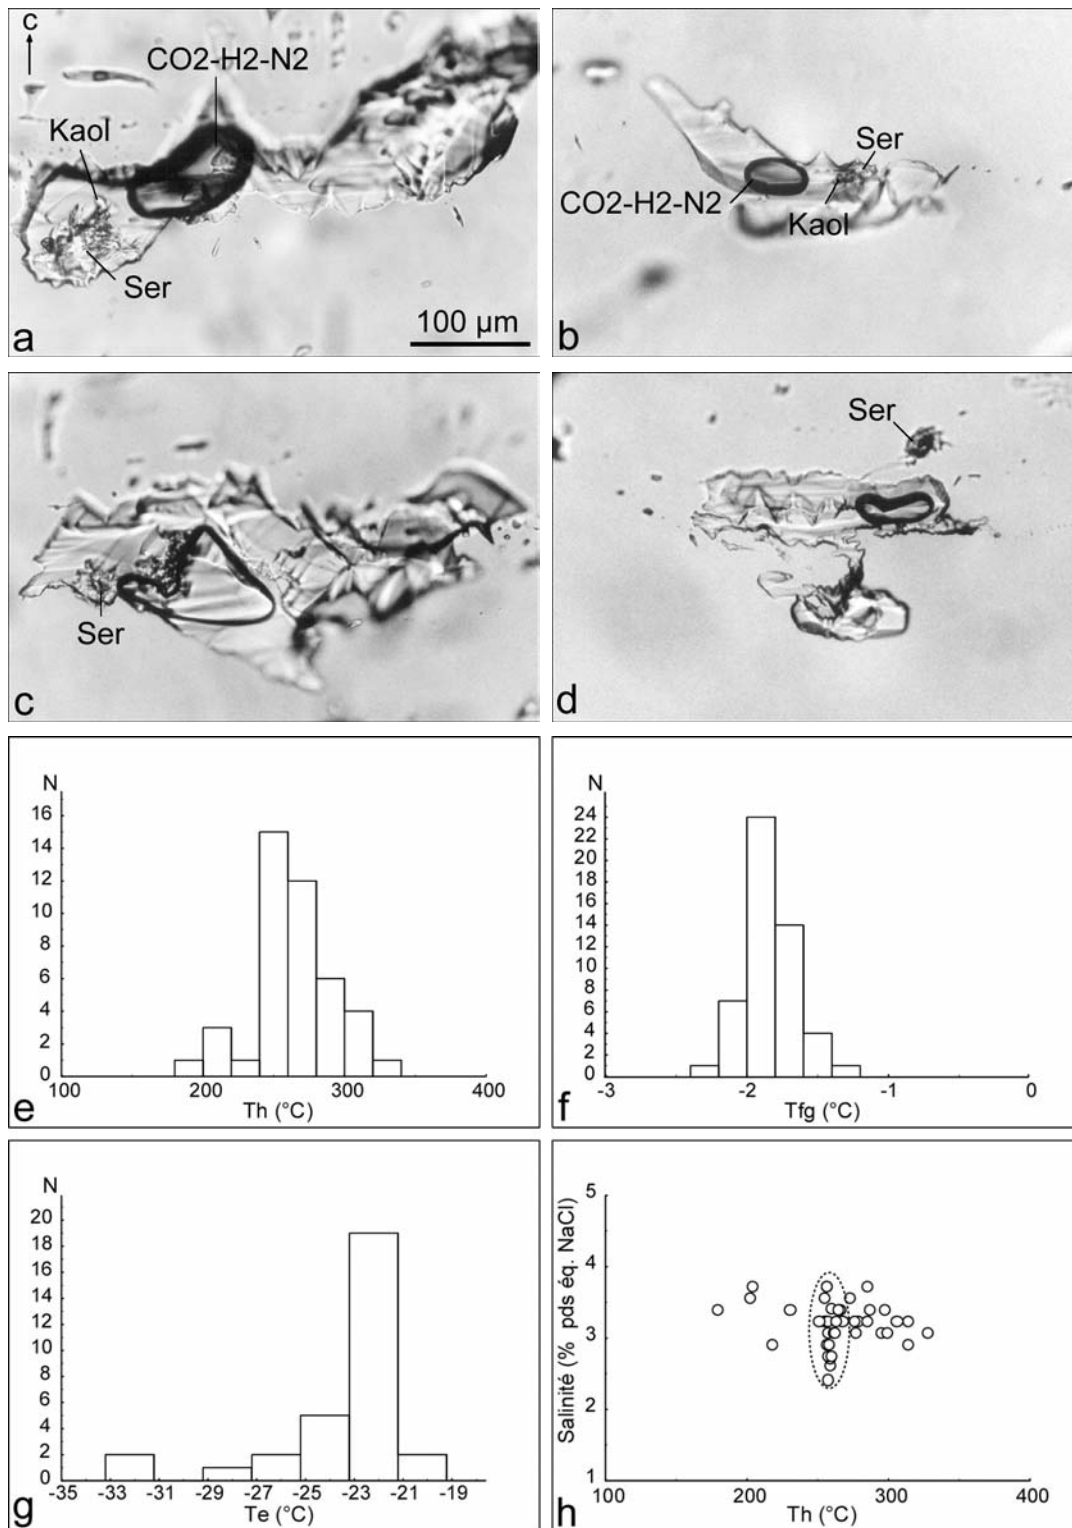 c
CO2-H2-N2
Kaol
Ser
100 µm
a
Ser
CO2-H2-N2
Kaol
b
Ser
c
Ser
d
N
16
14
12
10
8
6
4
2
0
100 200 300 400
Th (°C)
e
N
24
22
20
18
16
14
12
10
8
6
4
2
0
-3 -2 -1 0
Tfg (°C)
f
N
20
18
16
14
12
10
8
6
4
2
0
-35 -33 -31 -29 -27 -25 -23 -21 -19
Te (°C)
g
Salinité (% pds éq. NaCl)
5
4
3
2
1
100 200 300 400
Th (°C)
h